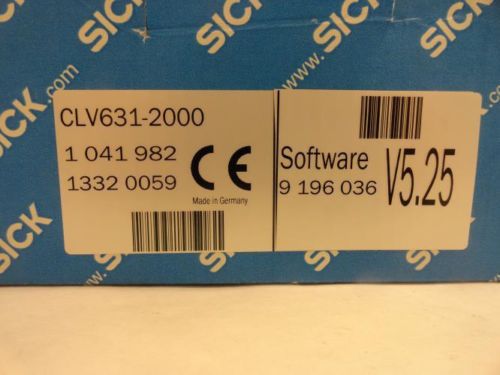 SICK
SICK
SICK
SICK.com
CLV631-2000
1 041 982
1332 0059
CE
Made in Germany
Software
9 196 036
V5.25
SICK.com
SICK
SICK